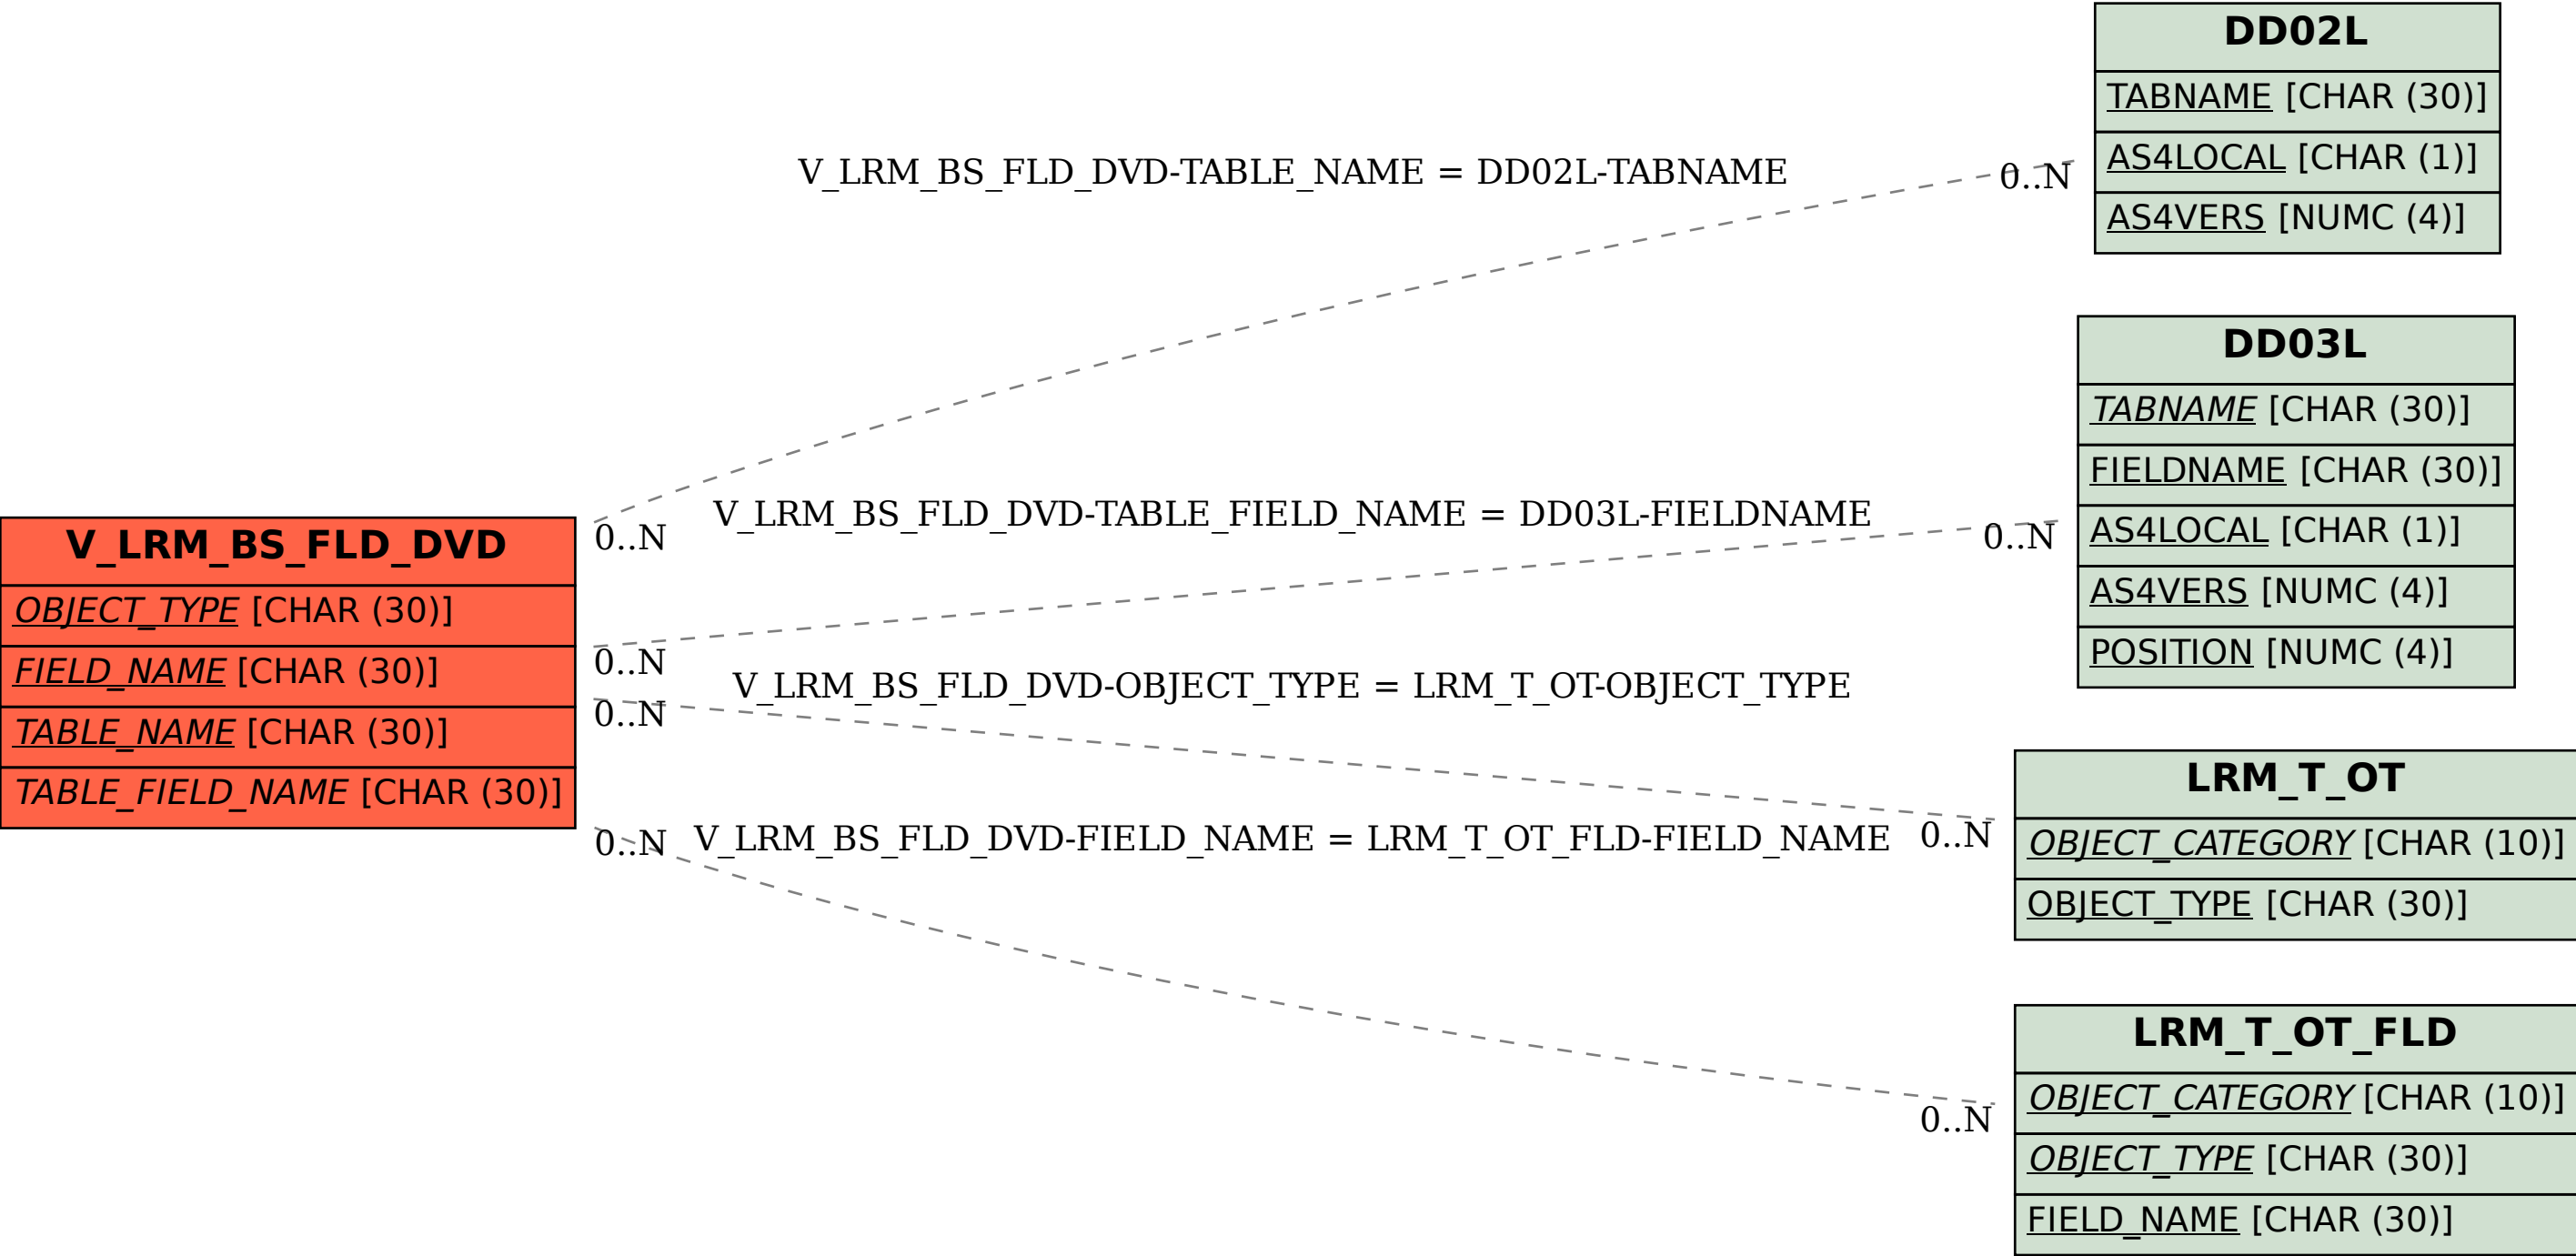 V_LRM_BS_FLD_DVD
OBJECT_TYPE [CHAR (30)]
FIELD_NAME [CHAR (30)]
TABLE_NAME [CHAR (30)]
TABLE_FIELD_NAME [CHAR (30)]
V_LRM_BS_FLD_DVD-TABLE_NAME = DD02L-TABNAME
0..N
0..N
V_LRM_BS_FLD_DVD-TABLE_FIELD_NAME = DD03L-FIELDNAME
0..N
0..N
V_LRM_BS_FLD_DVD-OBJECT_TYPE = LRM_T_OT-OBJECT_TYPE
0..N
0..N
V_LRM_BS_FLD_DVD-FIELD_NAME = LRM_T_OT_FLD-FIELD_NAME
0..N
0..N
DD02L
TABNAME [CHAR (30)]
AS4LOCAL [CHAR (1)]
AS4VERS [NUMC (4)]
DD03L
TABNAME [CHAR (30)]
FIELDNAME [CHAR (30)]
AS4LOCAL [CHAR (1)]
AS4VERS [NUMC (4)]
POSITION [NUMC (4)]
LRM_T_OT
OBJECT_CATEGORY [CHAR (10)]
OBJECT_TYPE [CHAR (30)]
LRM_T_OT_FLD
OBJECT_CATEGORY [CHAR (10)]
OBJECT_TYPE [CHAR (30)]
FIELD_NAME [CHAR (30)]